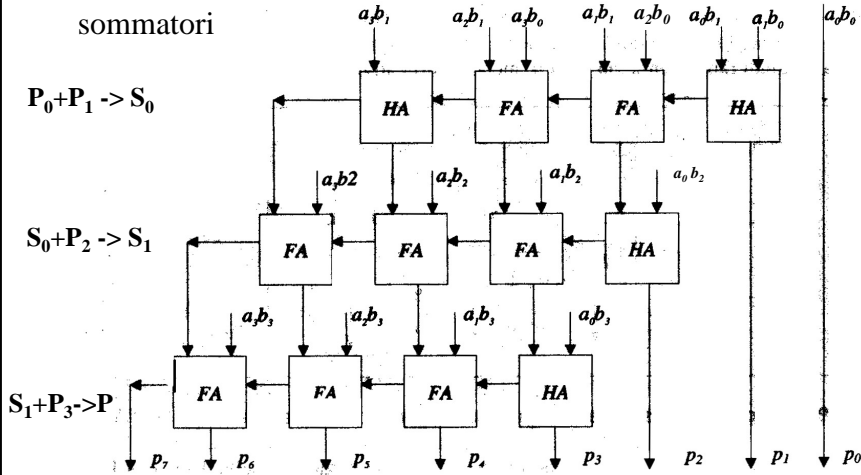 sommatori
a₃b₁ a₂b₁ a₃b₀ a₁b₁ a₂b₀ a₀b₁ a₁b₀ a₀b₀
P₀+P₁ -> S₀
HA FA FA HA
a₃b2 a₂b₂ a₁b₂ a₀b₂
S₀+P₂ -> S₁
FA FA FA HA
a₃b₃ a₂b₃ a₁b₃ a₀b₃
S₁+P₃->P
FA FA FA HA
p₇ p₆ p₅ p₄ p₃ p₂ p₁ p₀